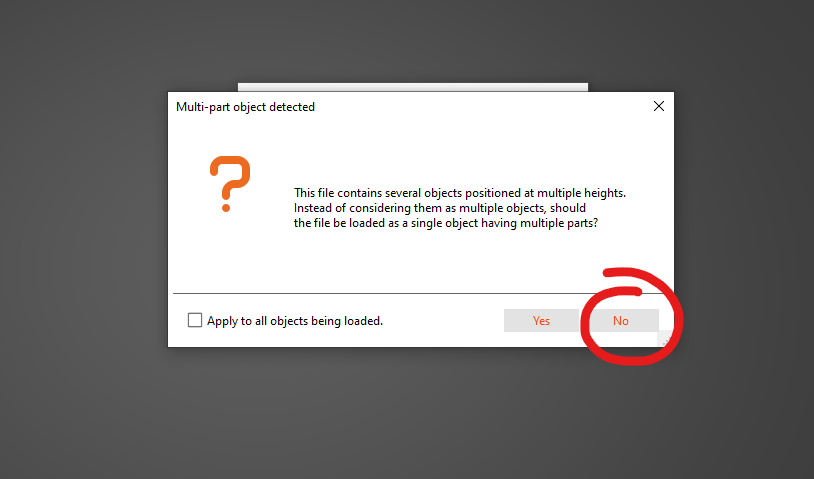 Multi-part object detected
This file contains several objects positioned at multiple heights.
Instead of considering them as multiple objects, should
the file be loaded as a single object having multiple parts?
Apply to all objects being loaded.
Yes
No